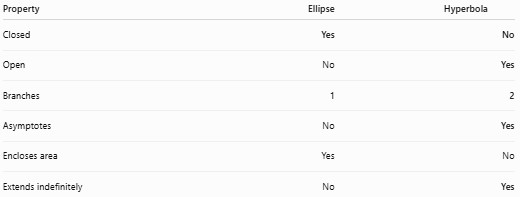 Property Ellipse Hyperbola
Closed Yes No
Open No Yes
Branches 1 2
Asymptotes No Yes
Encloses area Yes No
Extends indefinitely No Yes